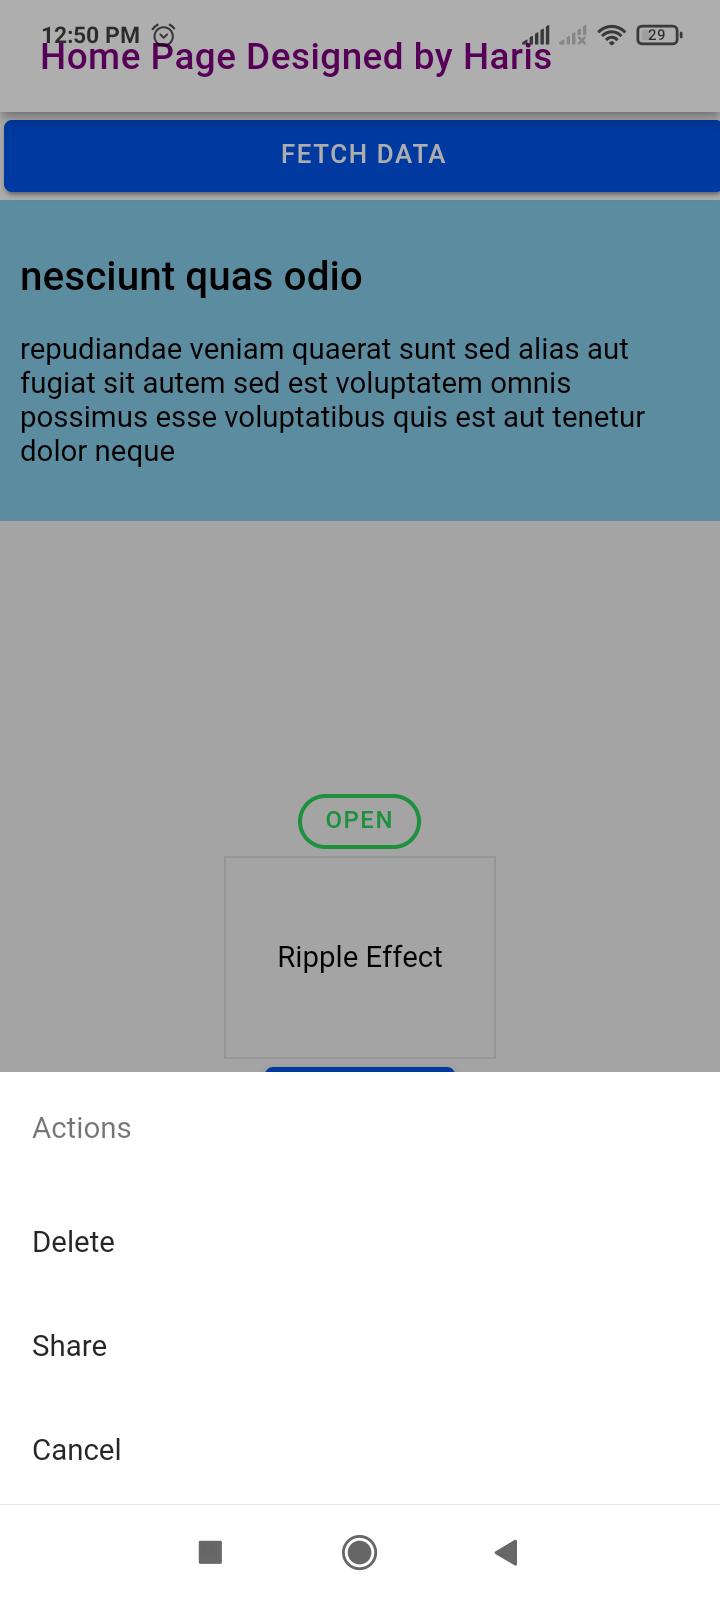 12:50 PM 29
Home Page Designed by Haris
FETCH DATA
nesciunt quas odio
repudiandae veniam quaerat sunt sed alias aut
fugiat sit autem sed est voluptatem omnis
possimus esse voluptatibus quis est aut tenetur
dolor neque
OPEN
Ripple Effect
Actions
Delete
Share
Cancel